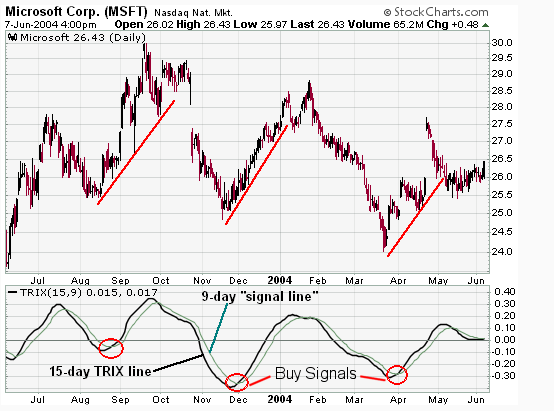 Microsoft Corp. (MSFT) Nasdaq Nat. Mkt. © StockCharts.com
7-Jun-2004 4:00pm Open 26.02 High 26.43 Low 25.97 Last 26.43 Volume 65.2M Chg +0.48
Microsoft 26.43 (Daily)
30.0
29.5
29.0
28.5
28.0
27.5
27.0
26.5
26.0
25.5
25.0
24.5
24.0
Jul Aug Sep Oct Nov Dec 2004 Feb Mar Apr May Jun
TRIX(15,9) 0.015, 0.017
9-day "signal line"
15-day TRIX line
Buy Signals
0.40
0.30
0.20
0.10
0.00
-0.10
-0.20
-0.30
Jul Aug Sep Oct Nov Dec 2004 Feb Mar Apr May Jun